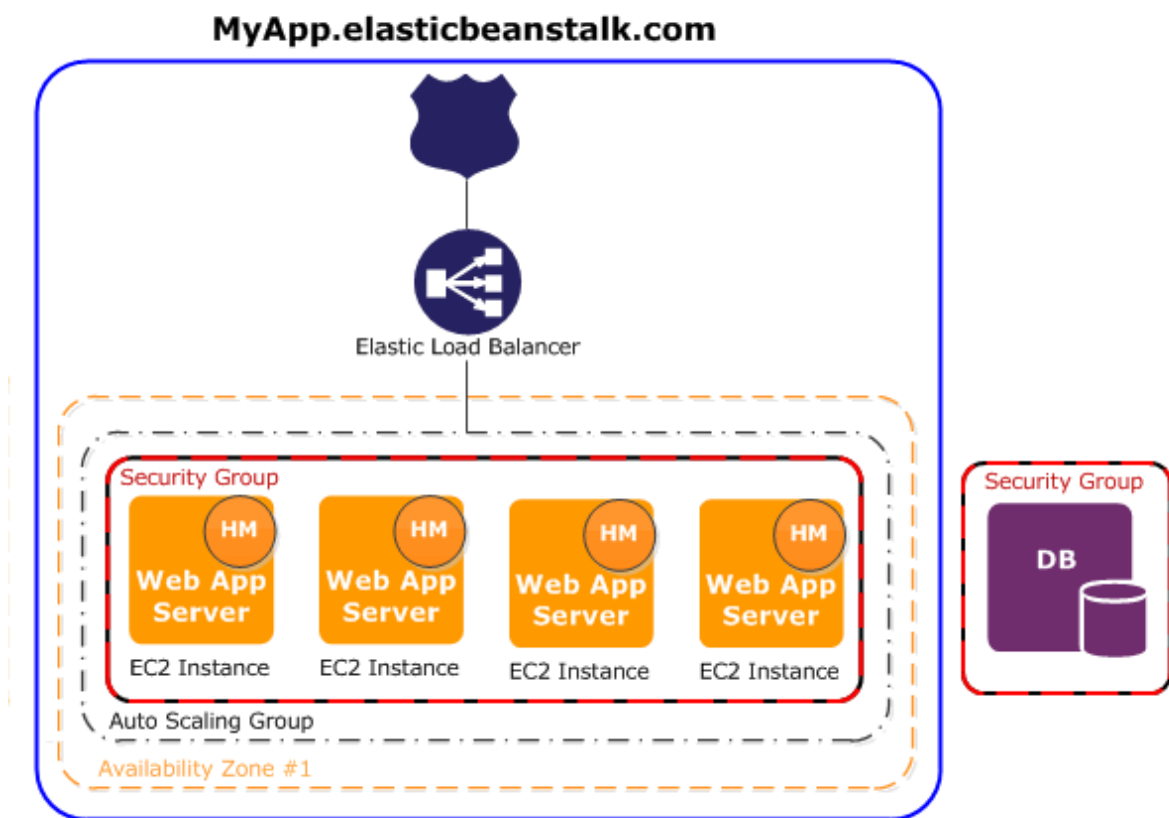 MyApp.elasticbeanstalk.com
Elastic Load Balancer
Security Group
HM
Web App
Server
EC2 Instance
HM
Web App
Server
EC2 Instance
HM
Web App
Server
EC2 Instance
HM
Web App
Server
EC2 Instance
Auto Scaling Group
Availability Zone #1
Security Group
DB